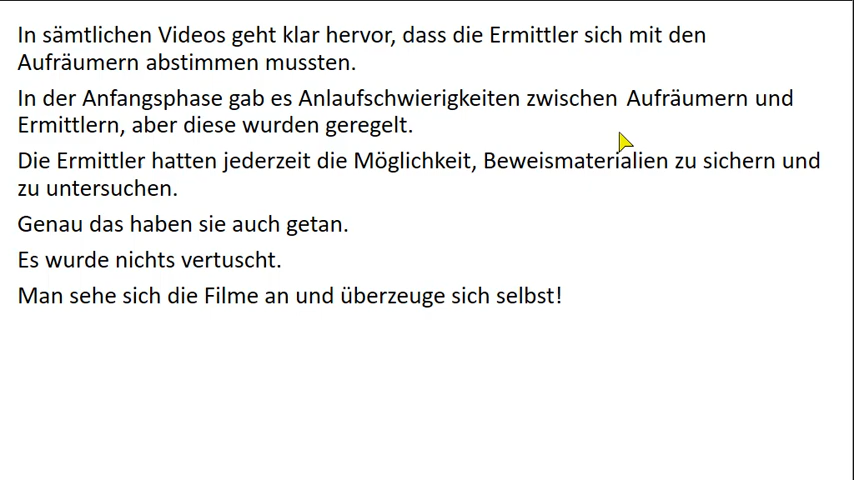 In sämtlichen Videos geht klar hervor, dass die Ermittler sich mit den
Aufräumern abstimmen mussten.
In der Anfangsphase gab es Anlaufschwierigkeiten zwischen Aufräumern und
Ermittlern, aber diese wurden geregelt.
Die Ermittler hatten jederzeit die Möglichkeit, Beweismaterialien zu sichern und
zu untersuchen.
Genau das haben sie auch getan.
Es wurde nichts vertuscht.
Man sehe sich die Filme an und überzeuge sich selbst!